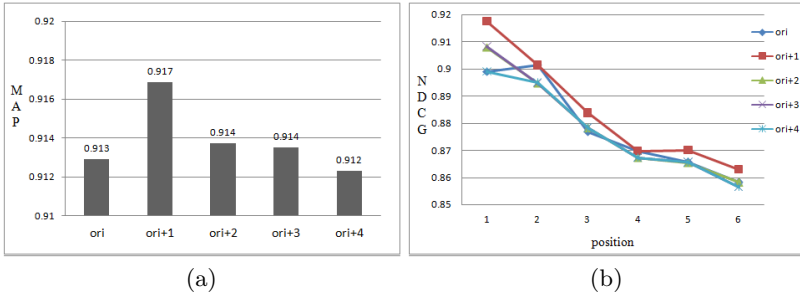 0.92
0.918
0.916
0.914
0.912
0.91
M
A
P
0.913
0.917
0.914
0.914
0.912
ori
ori+1
ori+2
ori+3
ori+4
(a)
0.92
0.91
0.9
0.89
0.88
0.87
0.86
0.85
N
D
C
G
1
2
3
4
5
6
position
ori
ori+1
ori+2
ori+3
ori+4
(b)